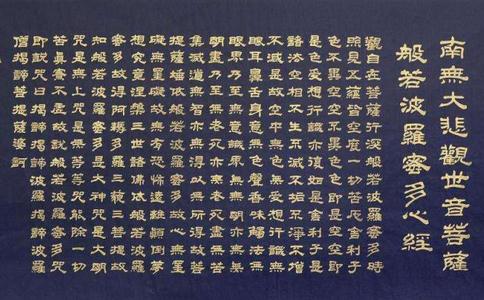 南無大悲觀世音菩薩
般若波羅蜜多心經
觀自在菩薩行深般若波羅蜜多時
照見五蘊皆空度一切苦厄舍利子
色不異空空不異色色即是空空即
是色受想行識亦復如是舍利子是
諸法空相不生不滅不垢不淨不增
不減是故空中無色無受想行識無
眼耳鼻舌身意無色聲香味觸法無
眼界乃至無意識界無無明亦無無
明盡乃至無老死亦無老死盡無苦
集滅道無智亦無得以無所得故菩
提薩埵依般若波羅蜜多故心無罣
礙無罣礙故無有恐怖遠離顛倒夢
想究竟涅槃三世諸佛依般若波羅
蜜多故得阿耨多羅三藐三菩提故
知般若波羅蜜多是大神咒是大明
咒是無上咒是無等等咒能除一切
苦真實不虛故說般若波羅蜜多咒
即說咒曰揭諦揭諦波羅揭諦波羅
僧揭諦菩提薩婆訶